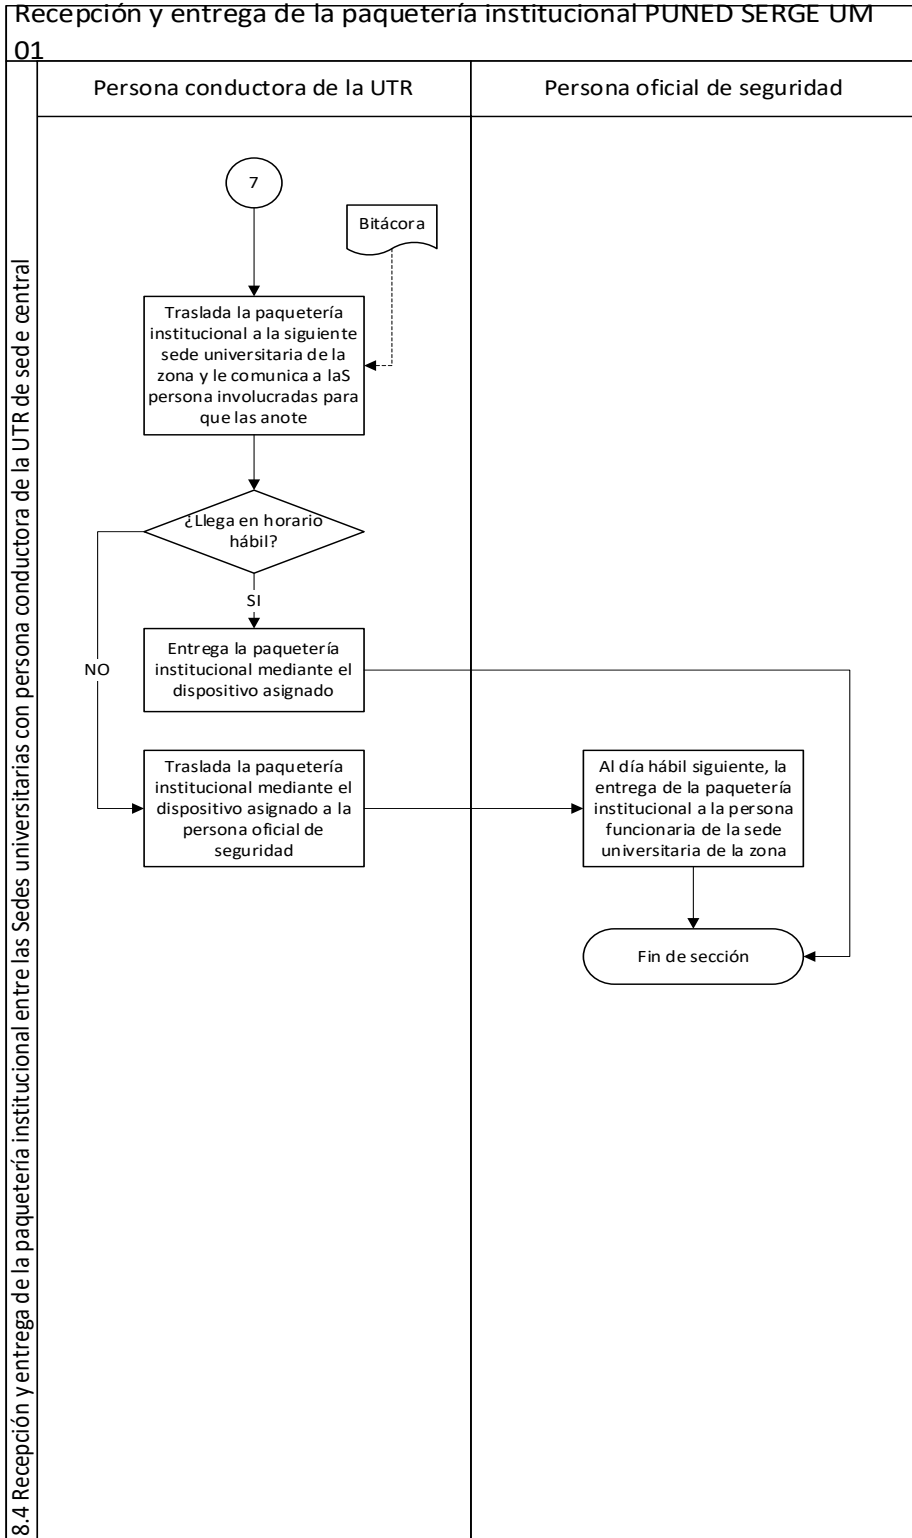 Recepción y entrega de la paquetería institucional PUNED SERGE UM
01
Persona conductora de la UTR
Persona oficial de seguridad
8.4 Recepción y entrega de la paquetería institucional entre las Sedes universitarias con persona conductora de la UTR de sede central
7
Bitácora
Traslada la paquetería
institucional a la siguiente
sede universitaria de la
zona y le comunica a laS
persona involucradas para
que las anote
¿Llega en horario
hábil?
SI
NO
Entrega la paquetería
institucional mediante el
dispositivo asignado
Traslada la paquetería
institucional mediante el
dispositivo asignado a la
persona oficial de
seguridad
Al día hábil siguiente, la
entrega de la paquetería
institucional a la persona
funcionaria de la sede
universitaria de la zona
Fin de sección